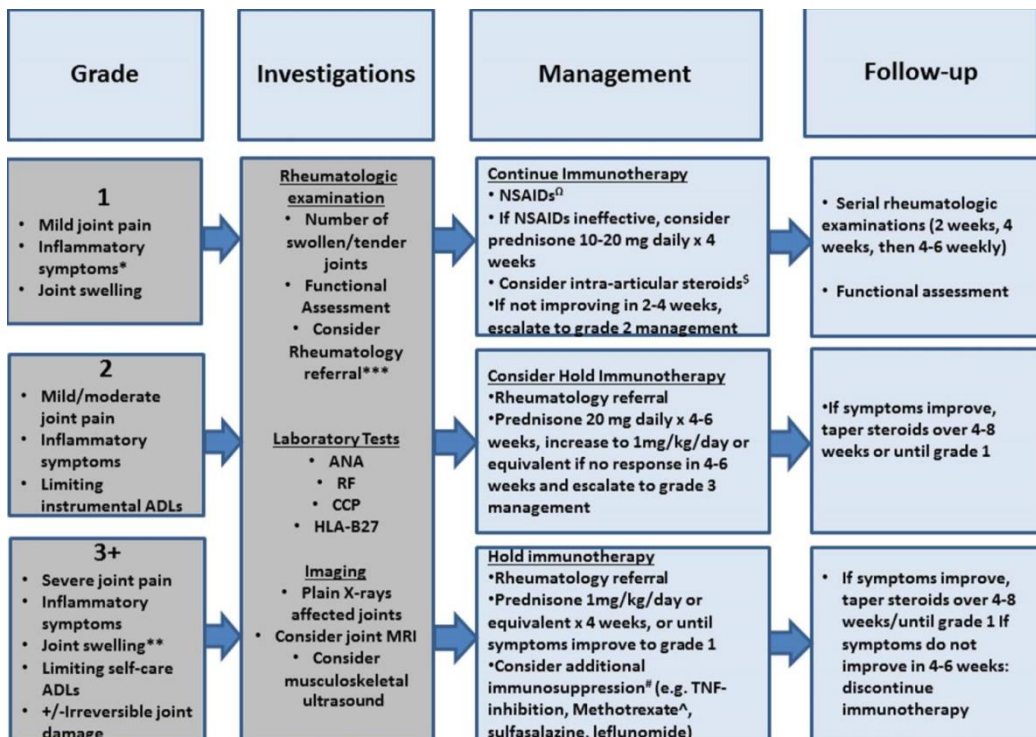 Grade
Investigations
Management
Follow-up
1
• Mild joint pain
• Inflammatory
symptoms*
• Joint swelling
Rheumatologic
examination
• Number of
swollen/tender
joints
• Functional
Assessment
• Consider
Rheumatology
referral***
Laboratory Tests
• ANA
• RF
• CCP
• HLA-B27
Imaging
• Plain X-rays
affected joints
• Consider joint MRI
• Consider
musculoskeletal
ultrasound
Continue Immunotherapy
• NSAIDsΩ
• If NSAIDs ineffective, consider
prednisone 10-20 mg daily x 4
weeks
• Consider intra-articular steroids$
•If not improving in 2-4 weeks,
escalate to grade 2 management
• Serial rheumatologic
examinations (2 weeks, 4
weeks, then 4-6 weekly)
• Functional assessment
2
• Mild/moderate
joint pain
• Inflammatory
symptoms
• Limiting
instrumental ADLs
Consider Hold Immunotherapy
•Rheumatology referral
•Prednisone 20 mg daily x 4-6
weeks, increase to 1mg/kg/day or
equivalent if no response in 4-6
weeks and escalate to grade 3
management
•If symptoms improve,
taper steroids over 4-8
weeks or until grade 1
3+
• Severe joint pain
• Inflammatory
symptoms
• Joint swelling**
• Limiting self-care
ADLs
• +/-Irreversible joint
damage
Hold immunotherapy
•Rheumatology referral
•Prednisone 1mg/kg/day or
equivalent x 4 weeks, or until
symptoms improve to grade 1
•Consider additional
immunosuppression# (e.g. TNF-
inhibition, Methotrexate^,
sulfasalazine, leflunomide)
• If symptoms improve,
taper steroids over 4-8
weeks/until grade 1 If
symptoms do not
improve in 4-6 weeks:
discontinue
immunotherapy